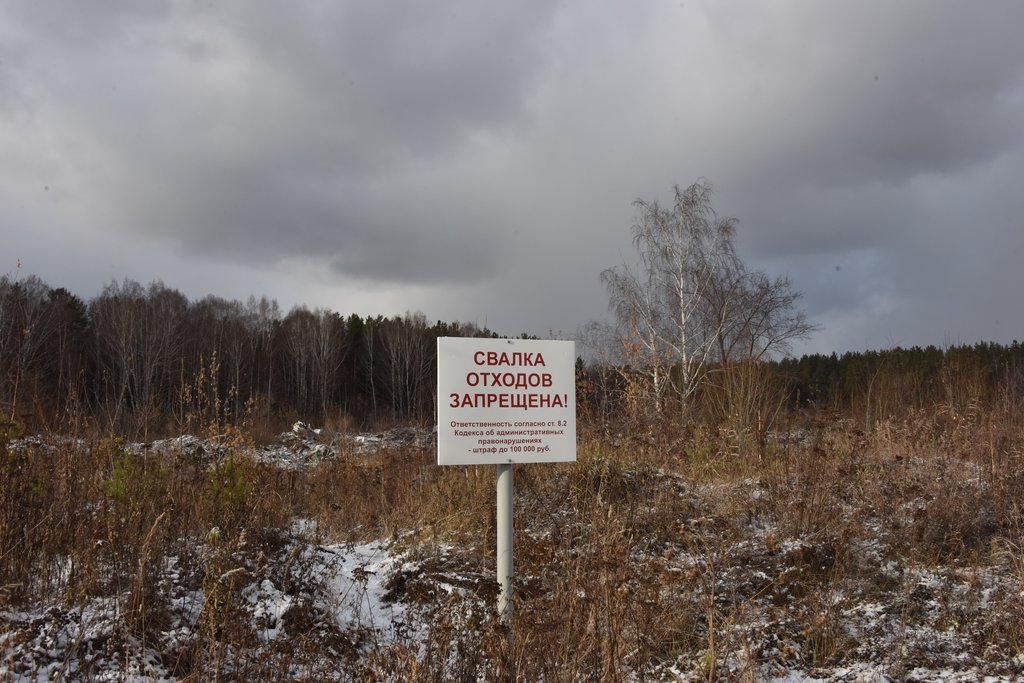 СВАЛКА
ОТХОДОВ
ЗАПРЕЩЕНА!
Ответственность согласно ст. 8.2
Кодекса об административных
правонарушениях
- штраф до 100 000 руб.